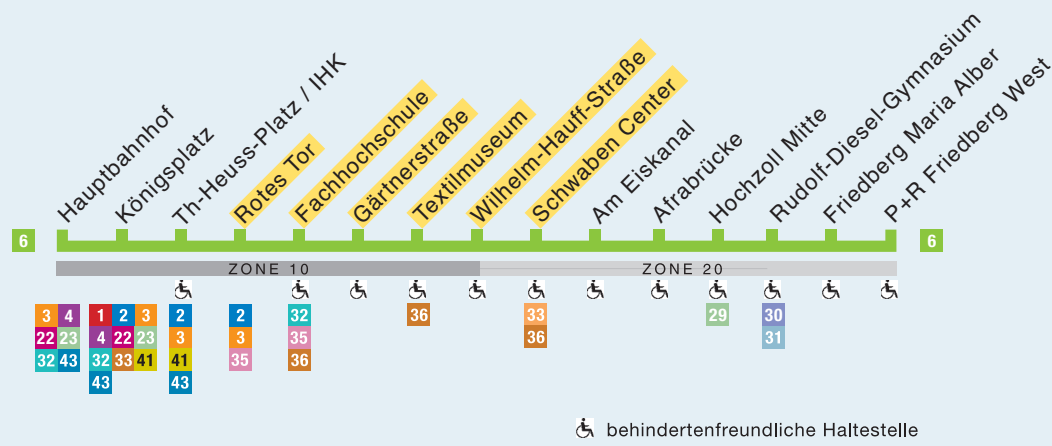 Hauptbahnhof
Königsplatz
Th-Heuss-Platz / IHK
Rotes Tor
Fachhochschule
Gärtnerstraße
Textilmuseum
Wilhelm-Hauff-Straße
Schwaben Center
Am Eiskanal
Afrabrücke
Hochzoll Mitte
Rudolf-Diesel-Gymnasium
Friedberg Maria Alber
P+R Friedberg West
6 6
ZONE 10 ZONE 20
3 4 1 2 3 2 2 32 36 33 29 30
22 23 4 22 23 3 3 35 36 31
32 43 32 33 41 41 35 36
43 43
behindertenfreundliche Haltestelle